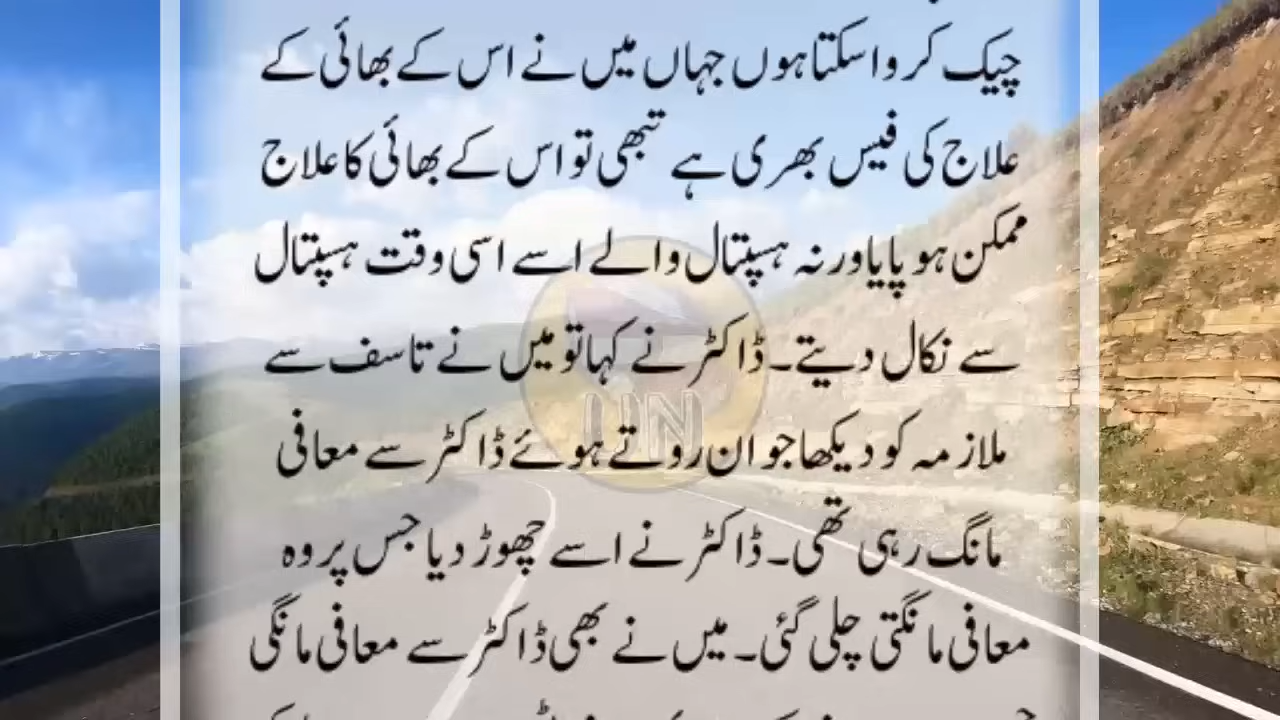 چیک کروا سکتا ہوں جہاں میں نے اس کے بھائی کے
علاج کی فیس بھری ہے تبھی تو اس کے بھائی کا علاج
ممکن ہو پایا ورنہ ہسپتال والے اسے اسی وقت ہسپتال
سے نکال دیتے۔ ڈاکٹر نے کہا تو میں نے تاسف سے
ملازمہ کو دیکھا جو ان روتے ہوئے ڈاکٹر سے معافی
مانگ رہی تھی۔ ڈاکٹر نے اسے چھوڑ دیا جس پر وہ
معافی مانگتی چلی گئی۔ میں نے بھی ڈاکٹر سے معافی مانگی
UN